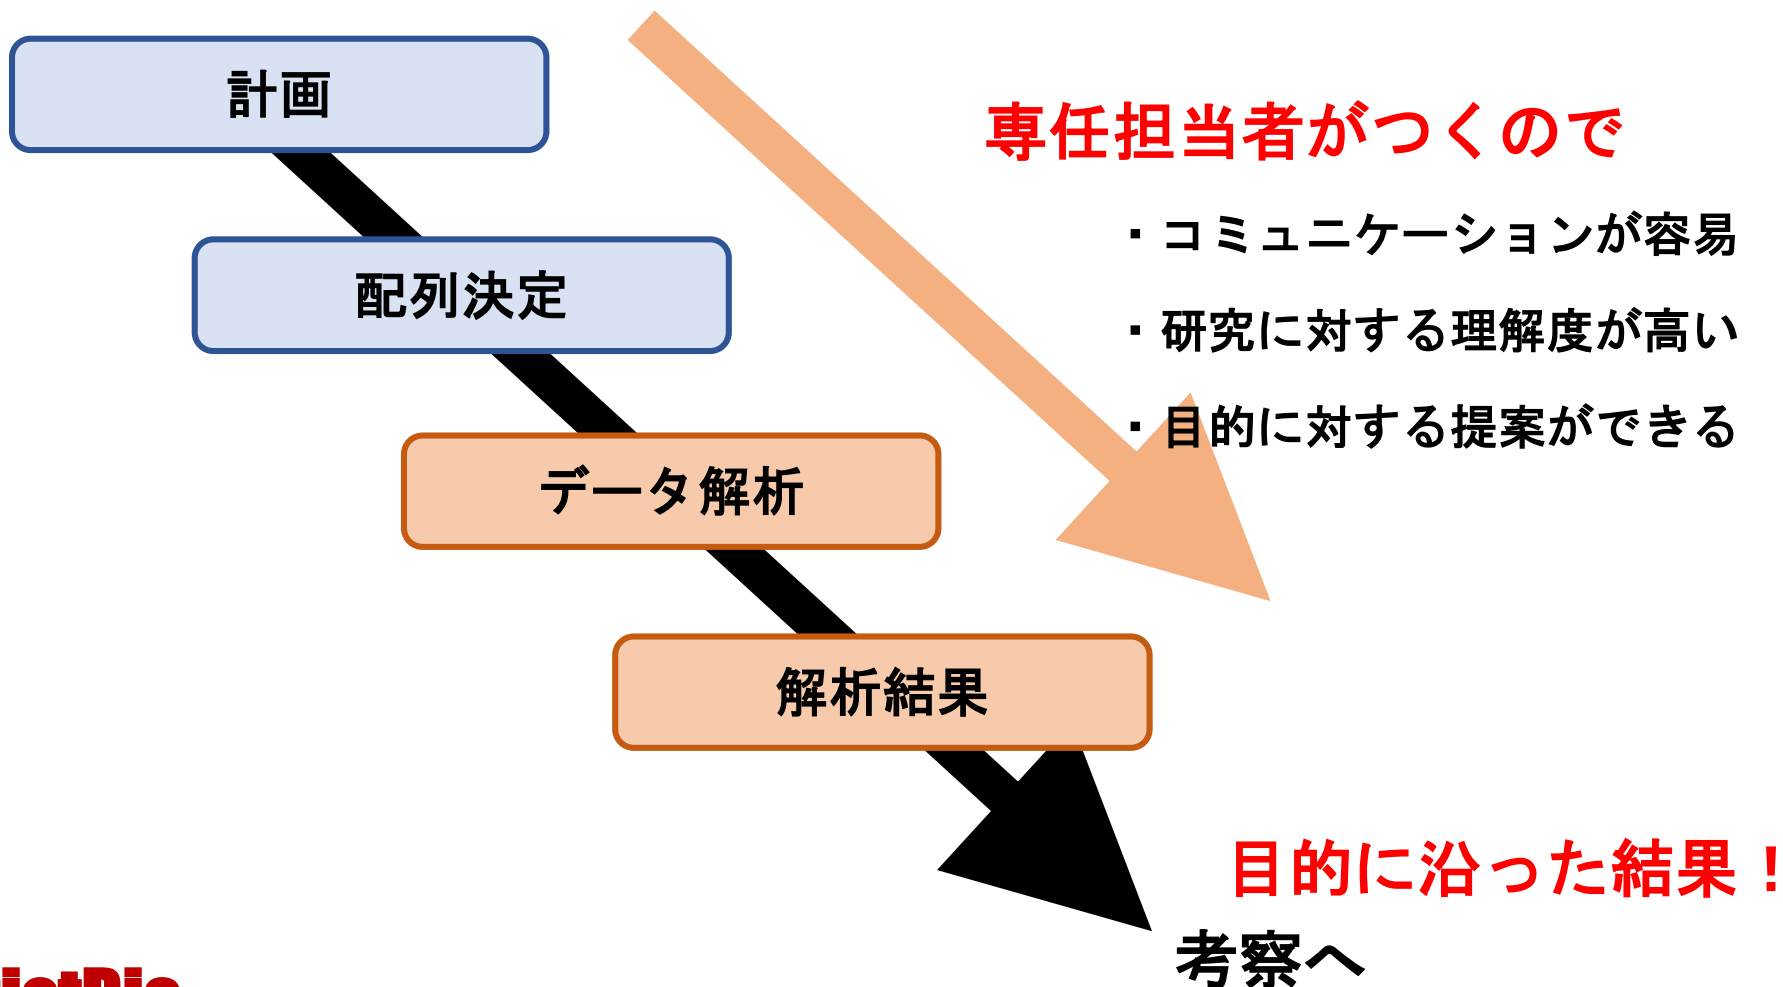 計画
専任担当者がつくので
・コミュニケーションが容易
配列決定
・研究に対する理解度が高い
・目的に対する提案ができる
データ解析
解析結果
目的に沿った結果！
考察へ